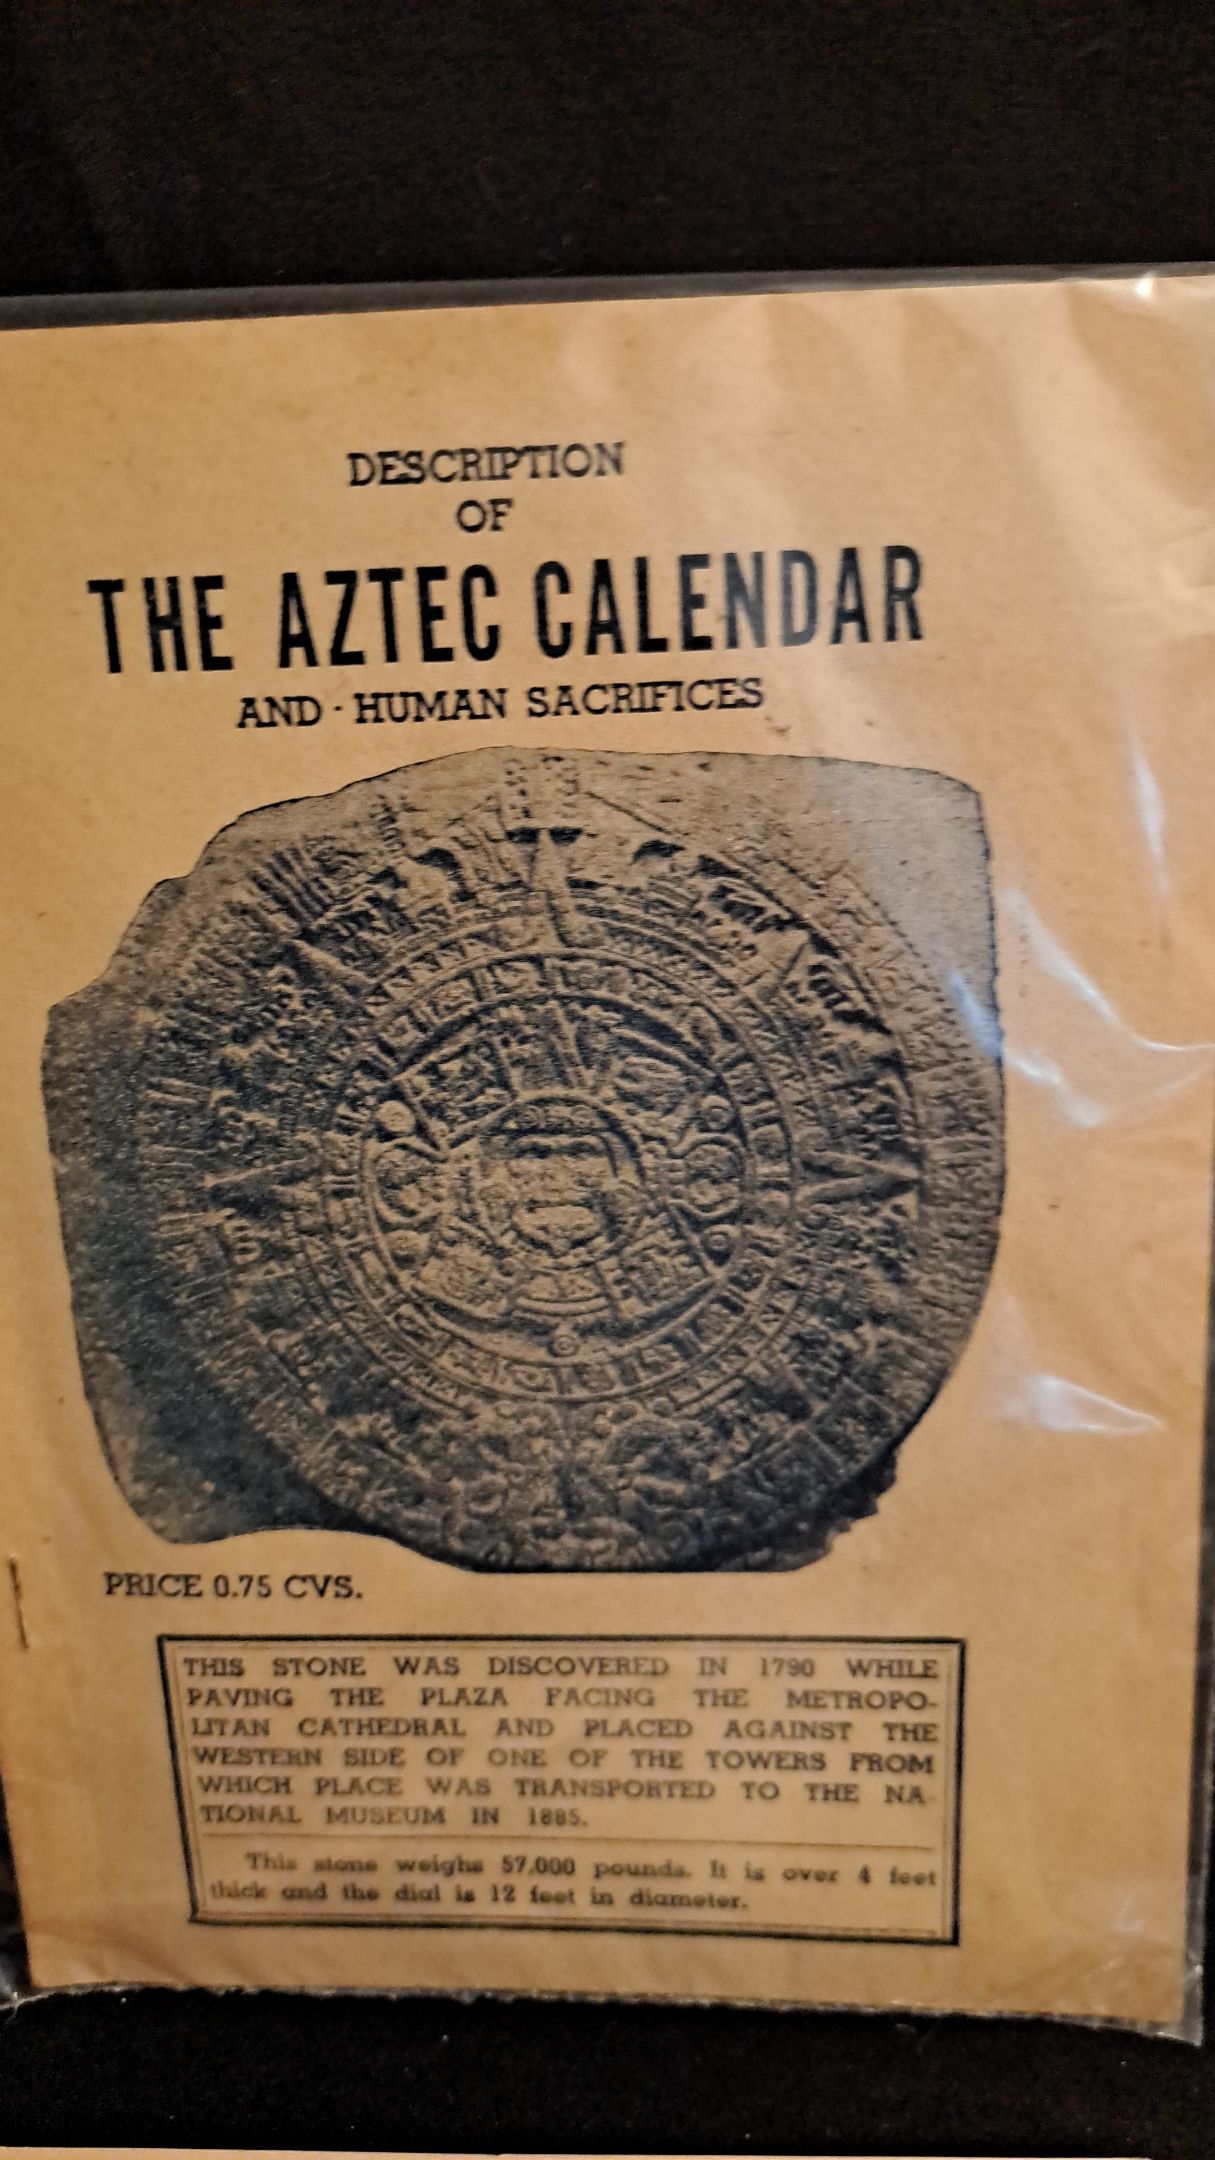 DESCRIPTION
OF
THE AZTEC CALENDAR
AND - HUMAN SACRIFICES
PRICE 0.75 CVS.
THIS STONE WAS DISCOVERED IN 1790 WHILE
PAVING THE PLAZA FACING THE METROPO-
LITAN CATHEDRAL AND PLACED AGAINST THE
WESTERN SIDE OF ONE OF THE TOWERS FROM
WHICH PLACE WAS TRANSPORTED TO THE NA-
TIONAL MUSEUM IN 1885.
This stone weighs 57,000 pounds. It is over 4 feet
thick and the dial is 12 feet in diameter.